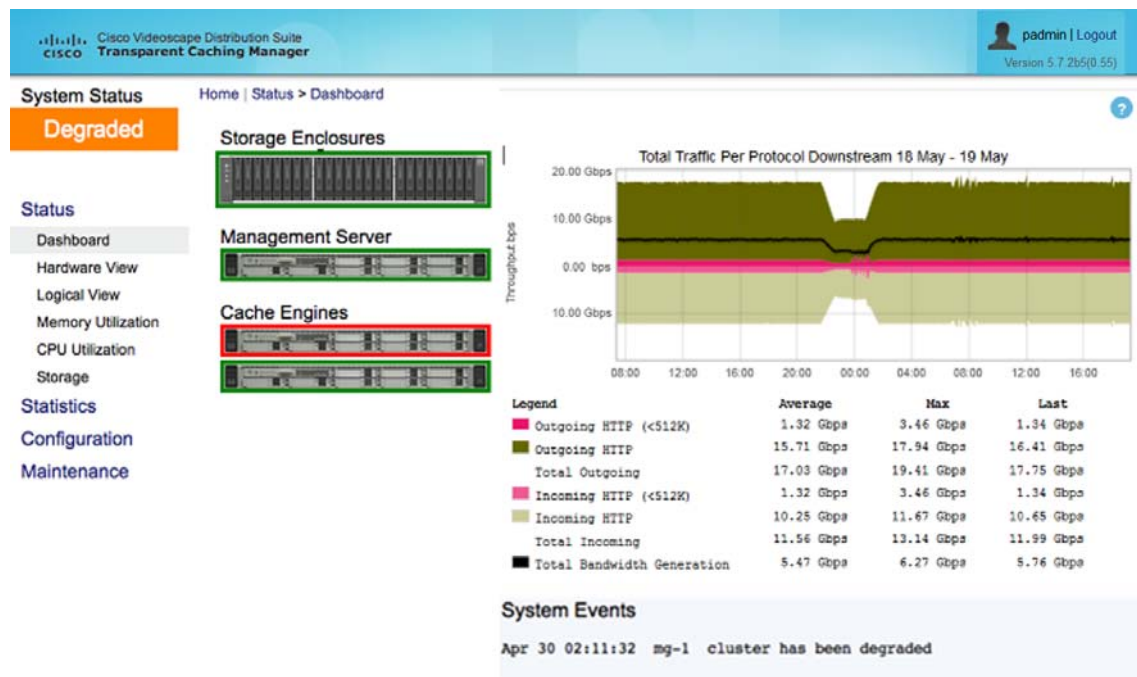 Cisco Videoscape Distribution Suite
CISCO Transparent Caching Manager
padmin | Logout
Version 5.7.2b5(0.55)
System Status
Degraded
Home | Status > Dashboard
?
Status
Dashboard
Hardware View
Logical View
Memory Utilization
CPU Utilization
Storage
Statistics
Configuration
Maintenance
Storage Enclosures
Management Server
Cache Engines
Total Traffic Per Protocol Downstream 18 May - 19 May
Throughput bps
20.00 Gbps
10.00 Gbps
0.00 bps
10.00 Gbps
08:00 12:00 16:00 20:00 00:00 04:00 08:00 12:00 16:00
Legend Average Max Last
Outgoing HTTP (<512K) 1.32 Gbps 3.46 Gbps 1.34 Gbps
Outgoing HTTP 15.71 Gbps 17.94 Gbps 16.41 Gbps
Total Outgoing 17.03 Gbps 19.41 Gbps 17.75 Gbps
Incoming HTTP (<512K) 1.32 Gbps 3.46 Gbps 1.34 Gbps
Incoming HTTP 10.25 Gbps 11.67 Gbps 10.65 Gbps
Total Incoming 11.56 Gbps 13.14 Gbps 11.99 Gbps
Total Bandwidth Generation 5.47 Gbps 6.27 Gbps 5.76 Gbps
System Events
Apr 30 02:11:32 mg-1 cluster has been degraded